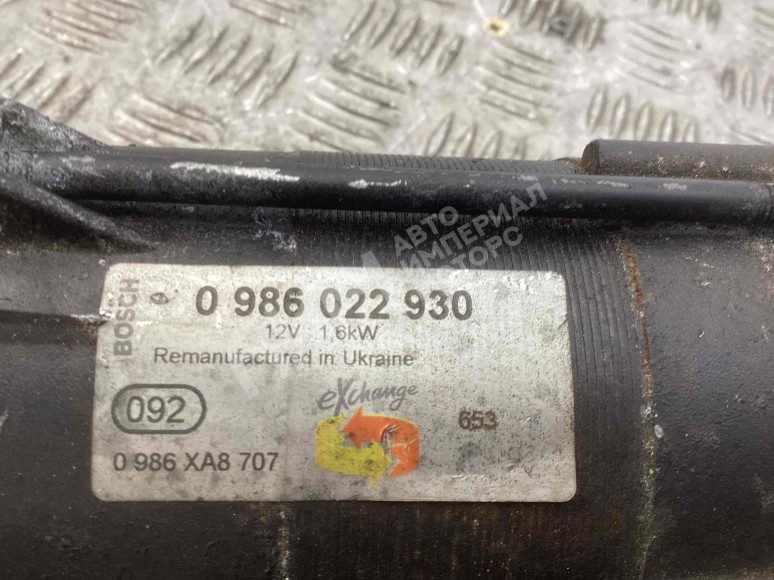 АВТО
ИМПЕРИАЛ
МОТОРС
BOSCH
0 986 022 930
12V 1,6kW
Remanufactured in Ukraine
eXchange
092
653
0 986 XA8 707